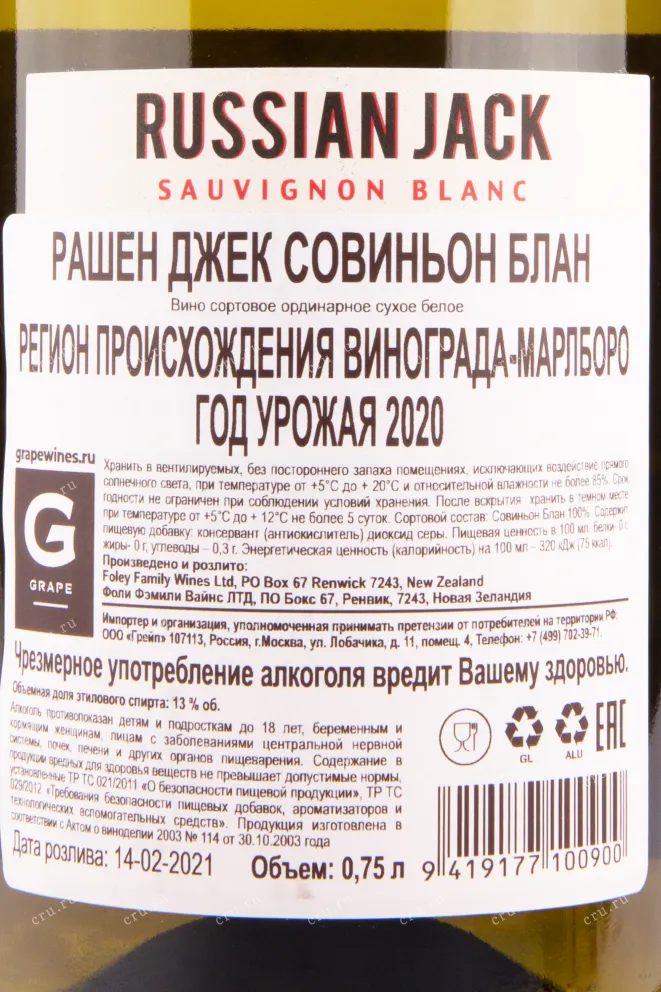 RUSSIAN JACK
SAUVIGNON BLANC
РАШЕН ДЖЕК СОВИНЬОН БЛАН
Вино сортовое ординарное сухое белое
РЕГИОН ПРОИСХОЖДЕНИЯ ВИНОГРАДА-МАРЛБОРО
ГОД УРОЖАЯ 2020
grapewines.ru
G
GRAPE
Хранить в вентилируемых, без постороннего запаха помещениях, исключающих воздействие прямого
солнечного света, при температуре от +5°С до + 20°С и относительной влажности не более 85%. Срок
годности не ограничен при соблюдении условий хранения. После вскрытия хранить в темном месте
при температуре от +5°С до + 12°С не более 5 суток. Сортовой состав: Совиньон Блан 100%. Содержит
пищевую добавку: консервант (антиокислитель) диоксид серы. Пищевая ценность в 100 мл. белки- 0 г,
жиры- 0 г, углеводы – 0,3 г. Энергетическая ценность (калорийность) на 100 мл – 320 кДж (75 ккал).
Произведено и розлито:
Foley Family Wines Ltd, PO Box 67 Renwick 7243, New Zealand
Фоли Фэмили Вайнс ЛТД, ПО Бокс 67, Ренвик, 7243, Новая Зеландия
Импортер и организация, уполномоченная принимать претензии от потребителей на территории РФ:
ООО «Грейп» 107113, Россия, г.Москва, ул. Лобачика, д. 11, помещ. 4, Телефон: +7 (499) 702-39-71.
Чрезмерное употребление алкоголя вредит Вашему здоровью.
Объемная доля этилового спирта: 13 % об.
Алкоголь противопоказан детям и подросткам до 18 лет, беременным и
кормящим женщинам, лицам с заболеваниями центральной нервной
системы, почек, печени и других органов пищеварения. Содержание в
продукции вредных для здоровья веществ не превышает допустимые нормы,
установленные ТР ТС 021/2011 «О безопасности пищевой продукции», ТР ТС
029/2012 «Требования безопасности пищевых добавок, ароматизаторов и
технологических вспомогательных средств». Продукция изготовлена в
соответствии с Актом о виноделии 2003 № 114 от 30.10.2003 года
GL
ALU
EAC
Дата розлива: 14-02-2021
Объем: 0,75 л
9 419177 100900
cru.ru